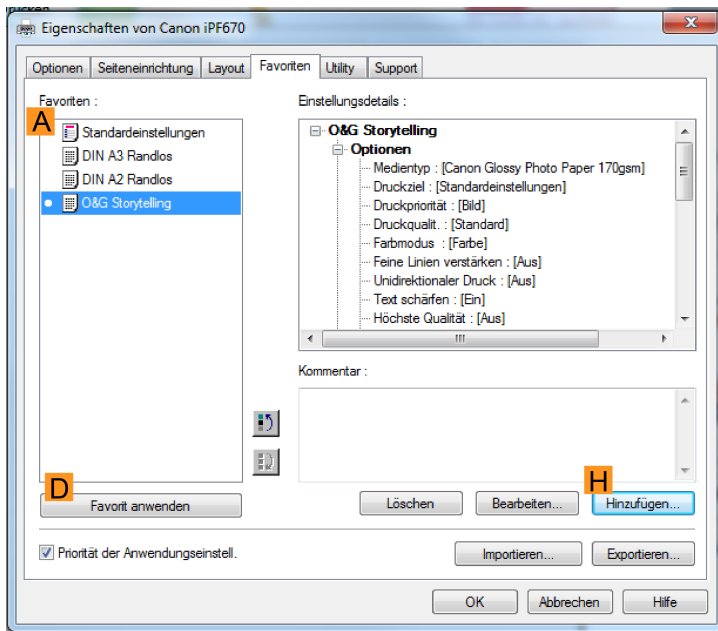 Drucken
Eigenschaften von Canon iPF670
Optionen Seiteneinrichtung Layout Favoriten Utility Support
Favoriten :
A
Standardeinstellungen
DIN A3 Randlos
DIN A2 Randlos
O&G Storytelling
D
Favorit anwenden
Einstellungsdetails :
O&G Storytelling
Optionen
Medientyp : [Canon Glossy Photo Paper 170gsm]
Druckziel : [Standardeinstellungen]
Druckpriorität : [Bild]
Druckqualit. : [Standard]
Farbmodus : [Farbe]
Feine Linien verstärken : [Aus]
Unidirektionaler Druck : [Aus]
Text schärfen : [Ein]
Höchste Qualität : [Aus]
Kommentar :
H
Löschen Bearbeiten... Hinzufügen...
Priorität der Anwendungseinstell.
Importieren... Exportieren...
OK Abbrechen Hilfe